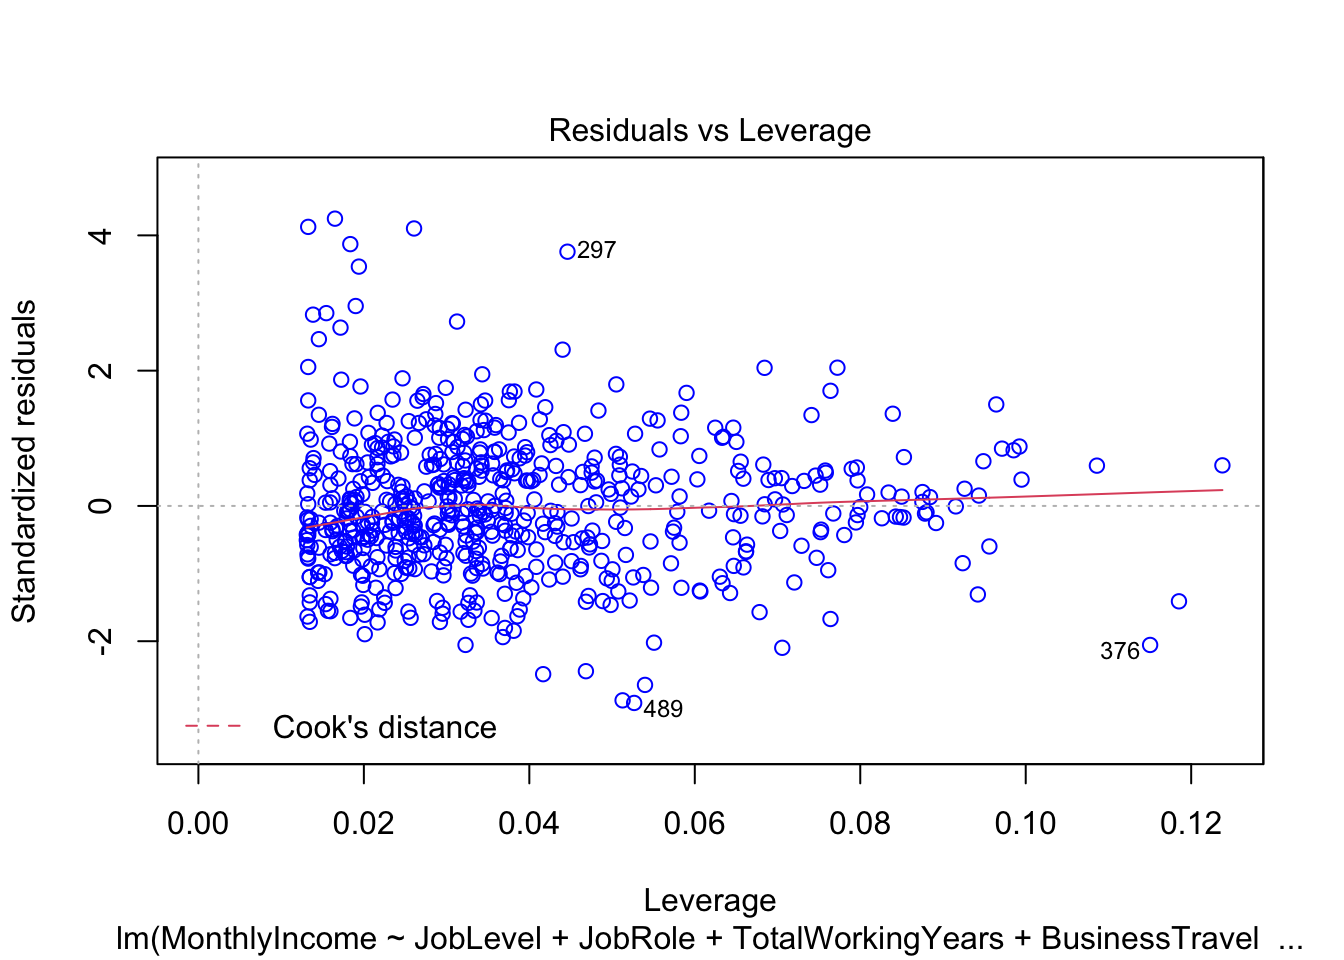 Residuals vs Leverage
Standardized residuals
4
2
0
-2
297
376
489
Cook's distance
0.00 0.02 0.04 0.06 0.08 0.10 0.12
Leverage
lm(MonthlyIncome ~ JobLevel + JobRole + TotalWorkingYears + BusinessTravel ...